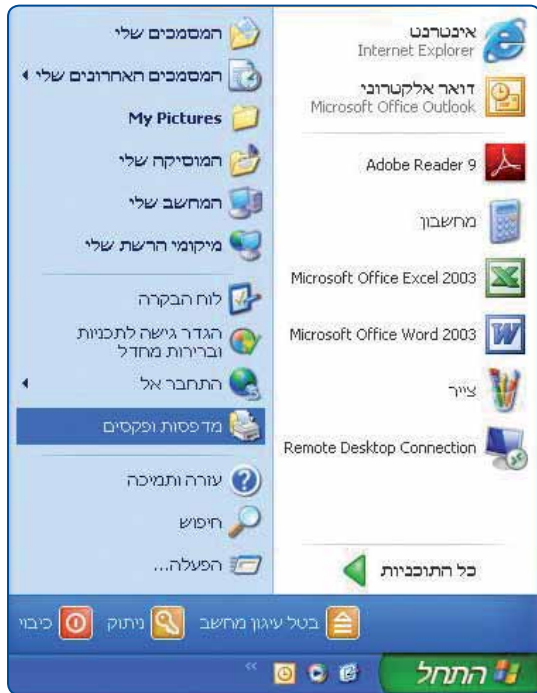 אינטרנט
Internet Explorer
דואר אלקטרוני
Microsoft Office Outlook
Adobe Reader 9
מחשבון
Microsoft Office Excel 2003
Microsoft Office Word 2003
צייר
Remote Desktop Connection
כל התוכניות
המסמכים שלי
המסמכים האחרונים שלי
My Pictures
המוסיקה שלי
המחשב שלי
מיקומי הרשת שלי
לוח הבקרה
הגדר גישה לתכניות
וברירות מחדל
התחבר אל
מדפסות ופקסים
עזרה ותמיכה
חיפוש
הפעלה...
בטל עיגון מחשב
ניתוק
כיבוי
התחל